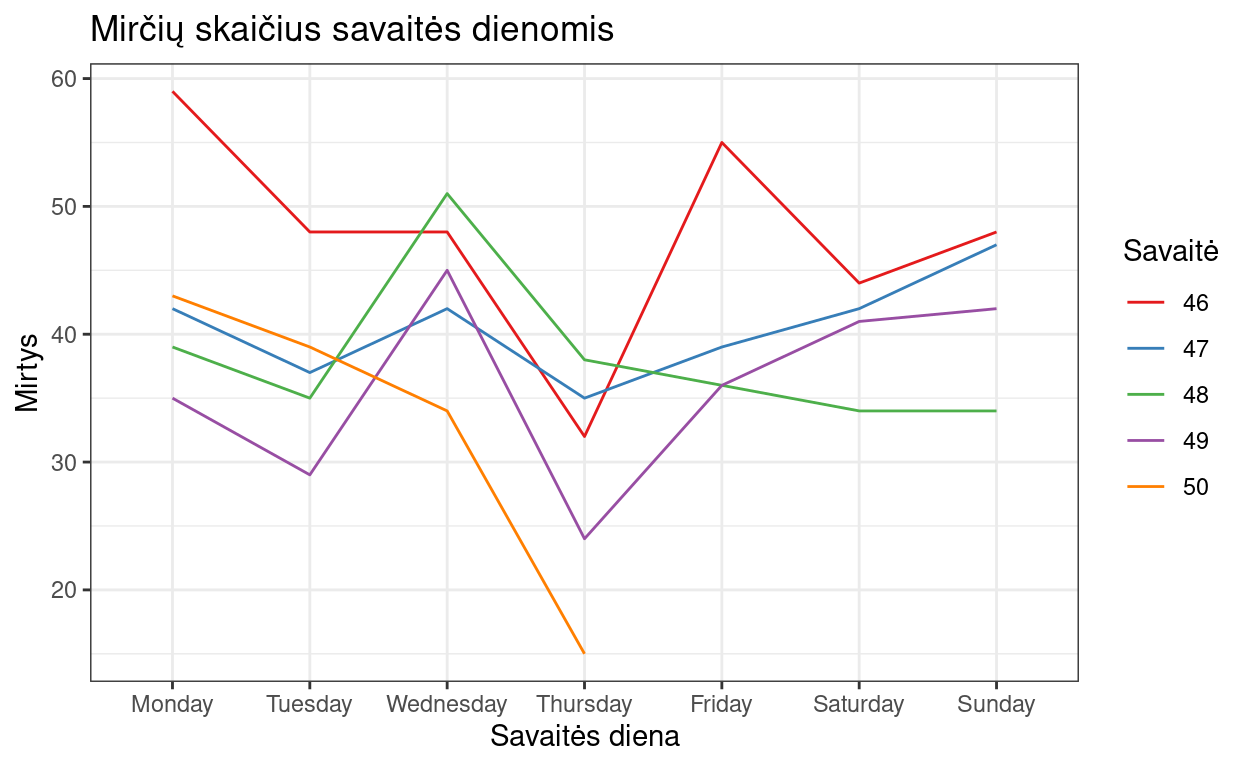 Mirčių skaičius savaitės dienomis
60
50
40
30
20
Mirtys
Monday Tuesday Wednesday Thursday Friday Saturday Sunday
Savaitės diena
Savaitė
46
47
48
49
50